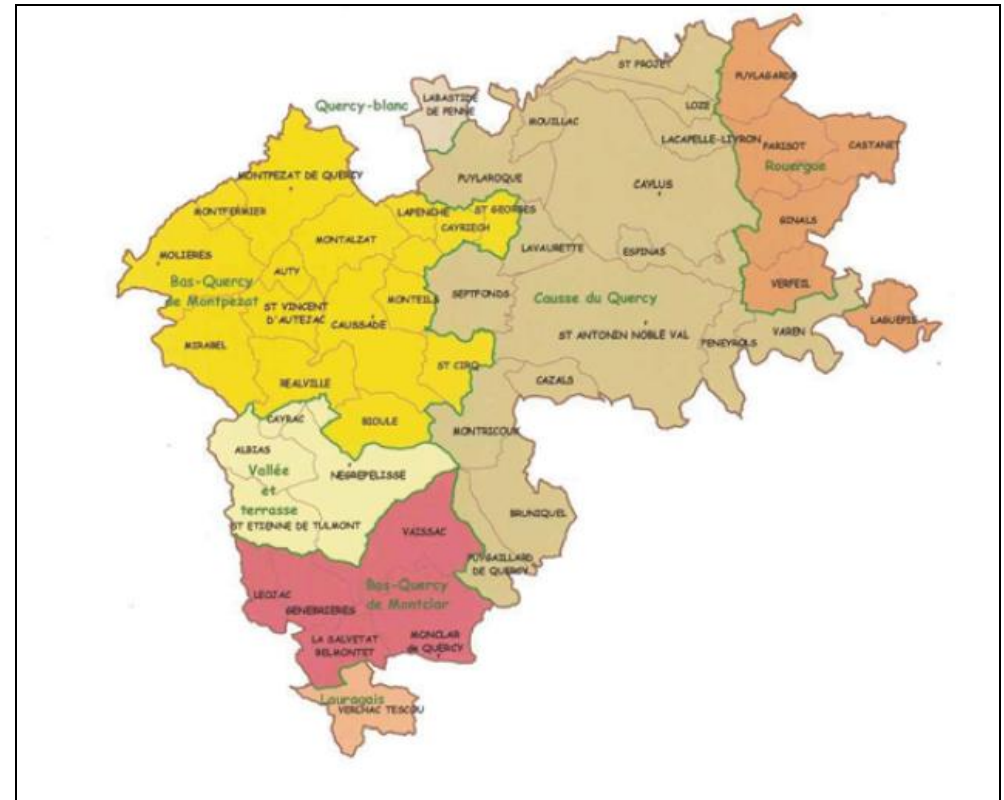 ST PROJET
PUYLAGARDE
Quercy-blanc
LABASTIDE
DE PENNE
LOZE
MOUILLAC
LACAPELLE-LIVRON
PARISOT
CASTANET
Rouergue
MONTPEZAT DE QUERCY
PUYLAROQUE
CAYLUS
MONTFERMIER
LAPENCHE
ST GEORGES
GINALS
CAYRIECH
MONTALZAT
LAVAURETTE
ESPINAS
MOLIERES
AUTY
Bas-Quercy
de Montpezat
VERFEIL
MONTEILS
SEPTFONDS
Causse du Quercy
ST VINCENT
D'AUTEJAC
CAUSSADE
LAGUEPIE
ST ANTONIN NOBLE VAL
VAREN
FENEYROLS
MIRABEL
ST CIRQ
CAZALS
REALVILLE
CAYRAC
BIOULE
MONTRICOUX
ALBIAS
Vallée
et
terrasse
NEGREPELISSE
BRUNIQUEL
ST ETIENNE DE TULMONT
VAISSAC
PUYGAILLARD
DE QUERCY
Bas-Quercy
de Montclar
LEOJAC
GENEBRIERES
LA SALVETAT
BELMONTET
MONCLAR
de QUERCY
Lauragais
VERLHAC TESCOU